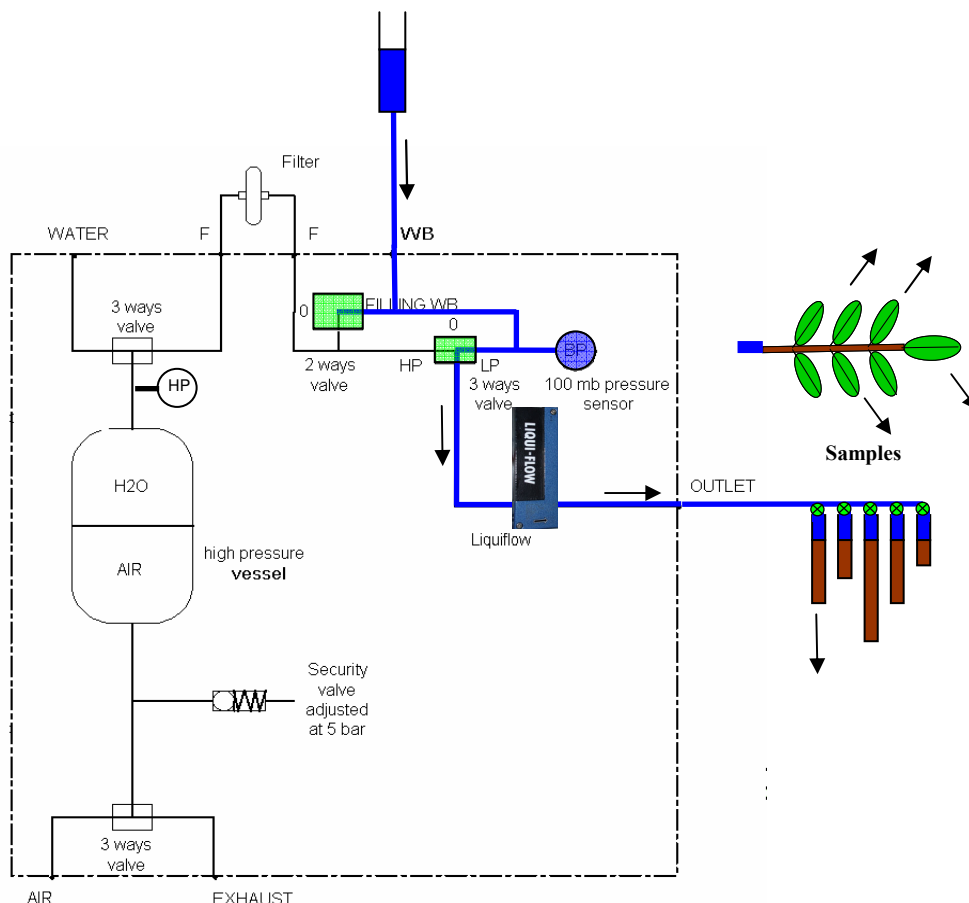 Filter
WATER
F
F
WB
3 ways
valve
0
FILLING WB
0
2 ways
valve
HP
LP
3 ways
valve
BP
100 mb pressure
sensor
HP
LIQUI-FLOW
Samples
H2O
OUTLET
Liquiflow
AIR
high pressure
vessel
Security
valve
adjusted
at 5 bar
3 ways
valve
AIR
EXHAUST